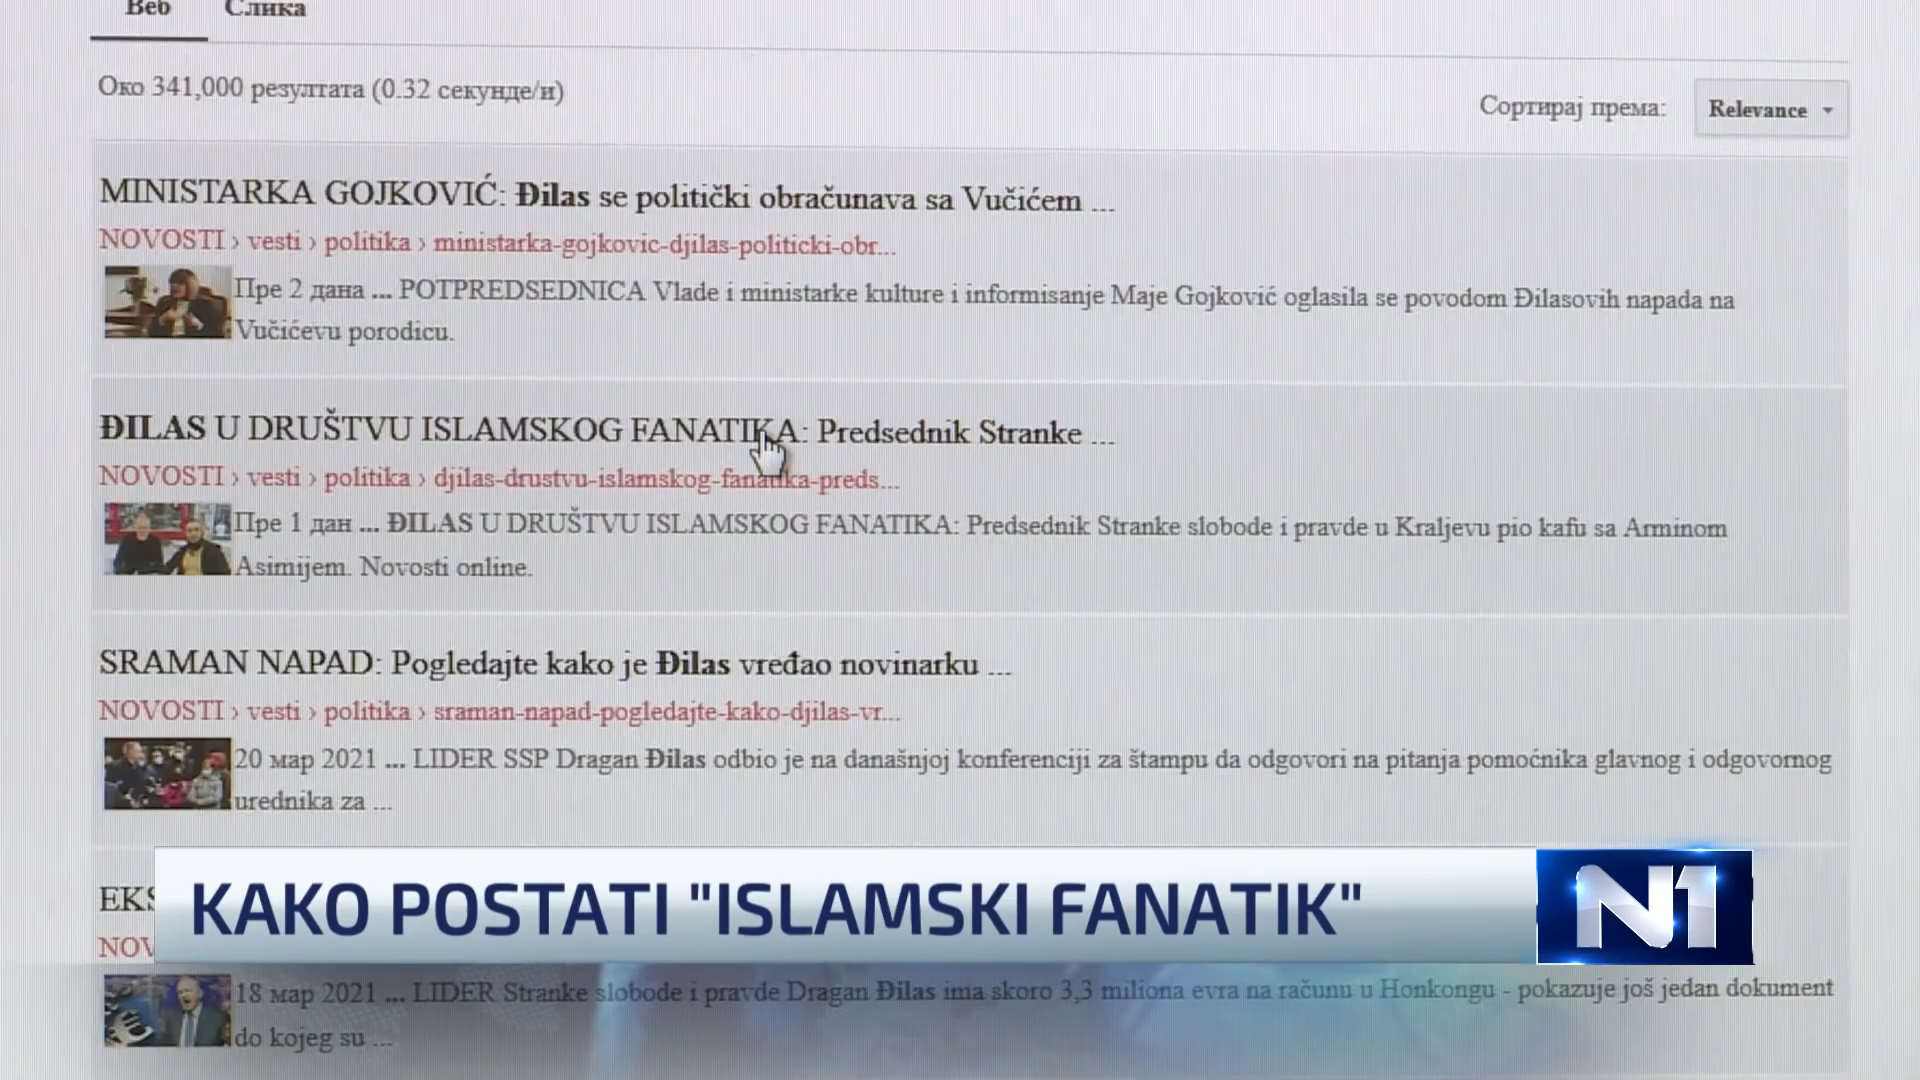 Веб Слика
Око 341,000 резултата (0.32 секунде/и)
Сортирај према: Relevance
MINISTARKA GOJKOVIĆ: Đilas se politički obračunava sa Vučićem ...
NOVOSTI › vesti › politika › ministarka-gojkovic-djilas-politicki-obr...
Пре 2 дана ... POTPREDSEDNICA Vlade i ministarke kulture i informisanje Maje Gojković oglasila se povodom Đilasovih napada na
Vučićevu porodicu.
ĐILAS U DRUŠTVU ISLAMSKOG FANATIKA: Predsednik Stranke ...
NOVOSTI › vesti › politika › djilas-drustvu-islamskog-fanatika-preds...
Пре 1 дан ... ĐILAS U DRUŠTVU ISLAMSKOG FANATIKA: Predsednik Stranke slobode i pravde u Kraljevu pio kafu sa Arminom
Asimijem. Novosti online.
SRAMAN NAPAD: Pogledajte kako je Đilas vređao novinarku ...
NOVOSTI › vesti › politika › sraman-napad-pogledajte-kako-djilas-vr...
20 мар 2021 ... LIDER SSP Dragan Đilas odbio je na današnjoj konferenciji za štampu da odgovori na pitanja pomoćnika glavnog i odgovornog
urednika za ...
EKS
KAKO POSTATI "ISLAMSKI FANATIK"
N1
NOV
18 мар 2021 ... LIDER Stranke slobode i pravde Dragan Đilas ima skoro 3,3 miliona evra na računu u Honkongu - pokazuje još jedan dokument
do kojeg su ...